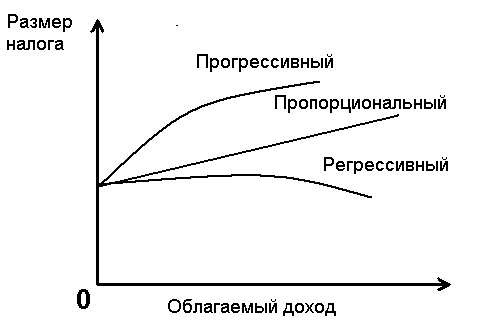 Размер
налога
Прогрессивный
Пропорциональный
Регрессивный
0
Облагаемый доход